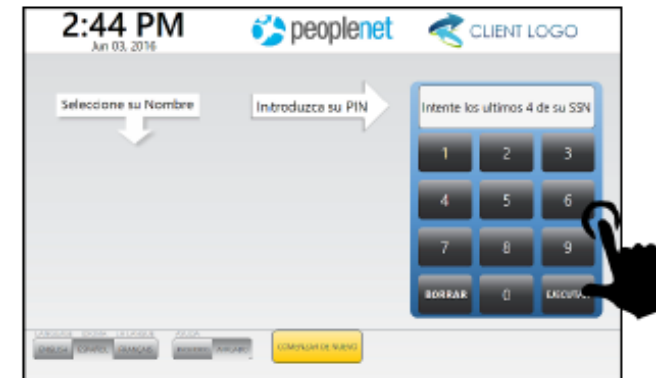 2:44 PM
Jun 03, 2016
peoplenet
CLIENT LOGO
Seleccione su Nombre
Introduzca su PIN
Intente los ultimos 4 de su SSN
1 2 3
4 5 6
7 8 9
BORRAR 0
ENGLISH ESPAÑOL FRANÇAIS
COMENZAR DE NUEVO